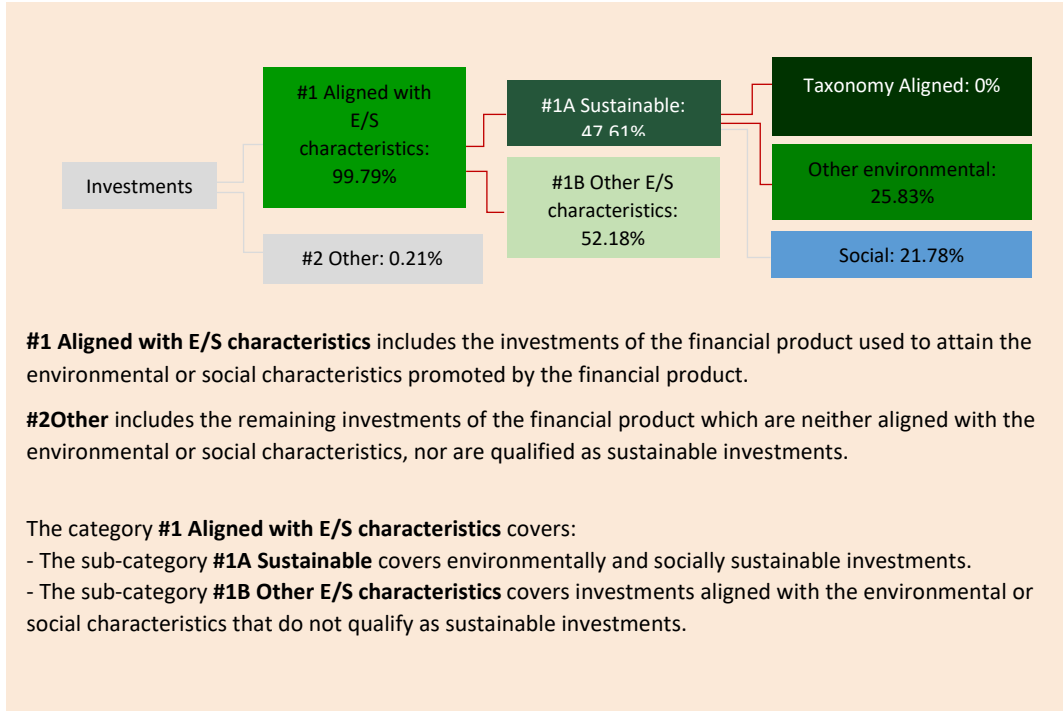 Investments
#1 Aligned with
E/S
characteristics:
99.79%
#2 Other: 0.21%
#1A Sustainable:
47.61%
#1B Other E/S
characteristics:
52.18%
Taxonomy Aligned: 0%
Other environmental:
25.83%
Social: 21.78%
#1 Aligned with E/S characteristics includes the investments of the financial product used to attain the
environmental or social characteristics promoted by the financial product.
#2Other includes the remaining investments of the financial product which are neither aligned with the
environmental or social characteristics, nor are qualified as sustainable investments.
The category #1 Aligned with E/S characteristics covers:
- The sub-category #1A Sustainable covers environmentally and socially sustainable investments.
- The sub-category #1B Other E/S characteristics covers investments aligned with the environmental or
social characteristics that do not qualify as sustainable investments.